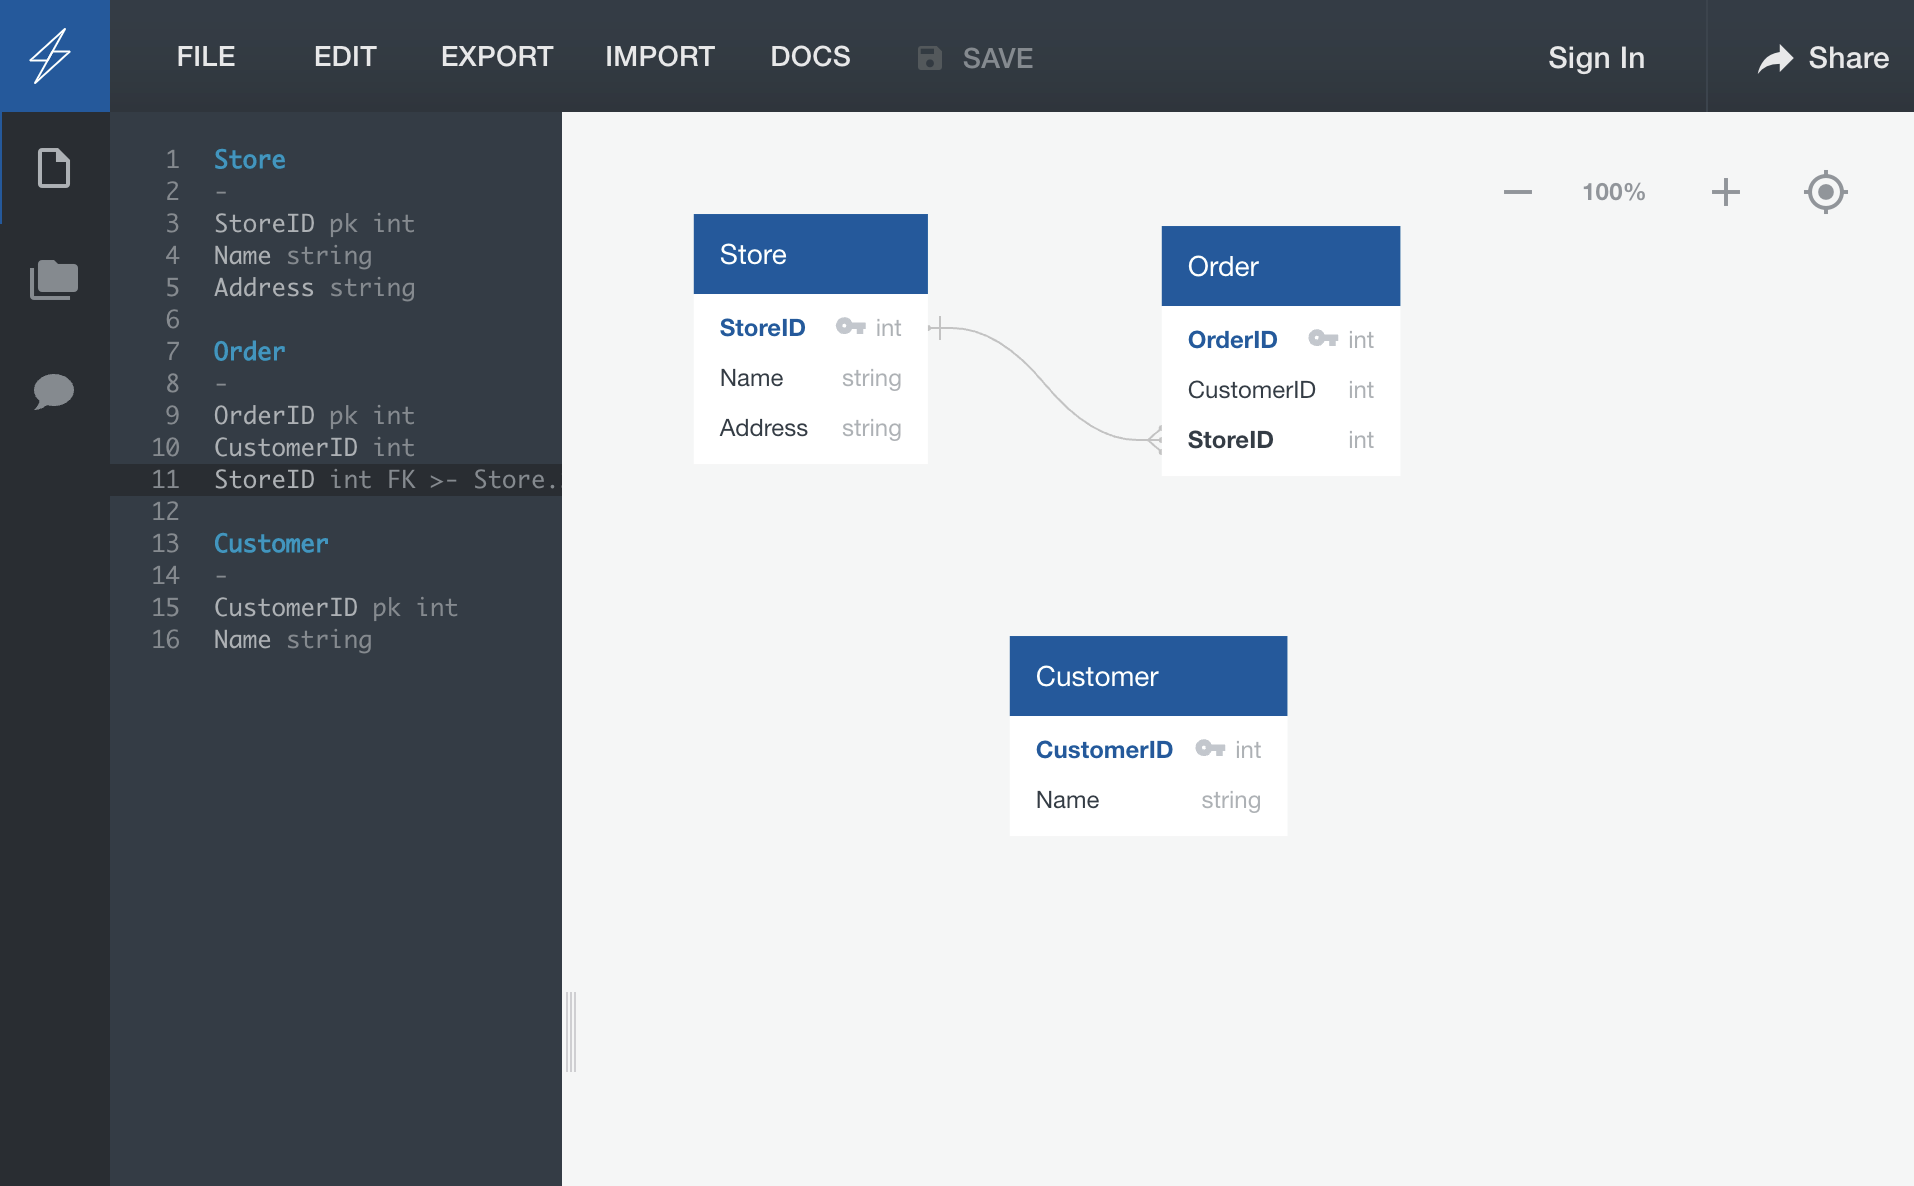 FILE EDIT EXPORT IMPORT DOCS SAVE Sign In Share
1 Store
2 -
3 StoreID pk int
4 Name string
5 Address string
6
7 Order
8 -
9 OrderID pk int
10 CustomerID int
11 StoreID int FK >- Store.
12
13 Customer
14 -
15 CustomerID pk int
16 Name string
100%
Store
StoreID int
Name string
Address string
Order
OrderID int
CustomerID int
StoreID int
Customer
CustomerID int
Name string